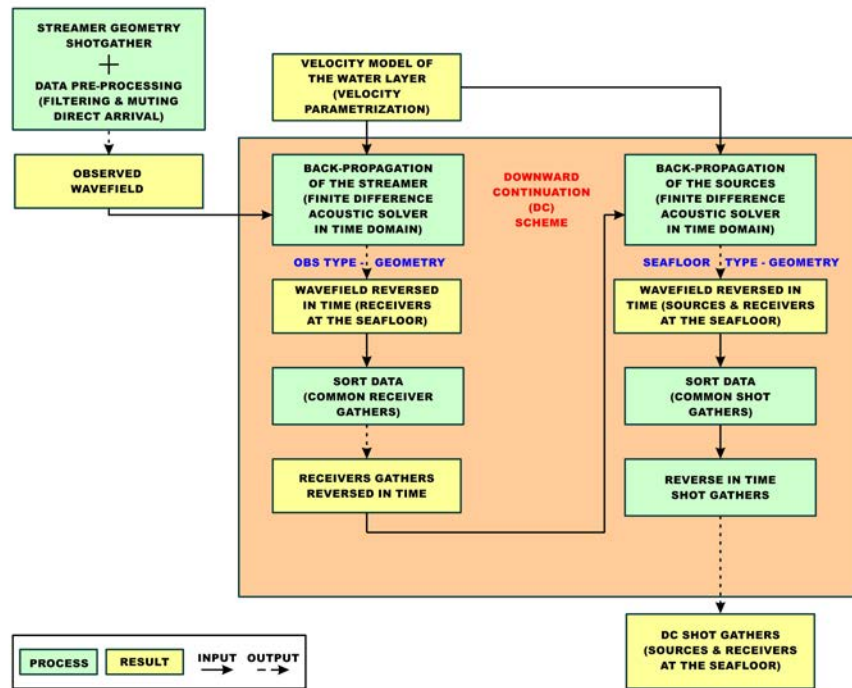 STREAMER GEOMETRY
SHOTGATHER
+
DATA PRE-PROCESSING
(FILTERING & MUTING
DIRECT ARRIVAL)
OBSERVED
WAVEFIELD
VELOCITY MODEL OF
THE WATER LAYER
(VELOCITY
PARAMETRIZATION)
BACK-PROPAGATION
OF THE STREAMER
(FINITE DIFFERENCE
ACOUSTIC SOLVER
IN TIME DOMAIN)
OBS TYPE - GEOMETRY
WAVEFIELD REVERSED
IN TIME (RECEIVERS
AT THE SEAFLOOR)
SORT DATA
(COMMON RECEIVER
GATHERS)
RECEIVERS GATHERS
REVERSED IN TIME
DOWNWARD
CONTINUATION
(DC)
SCHEME
BACK-PROPAGATION
OF THE SOURCES
(FINITE DIFFERENCE
ACOUSTIC SOLVER
IN TIME DOMAIN)
SEAFLOOR TYPE - GEOMETRY
WAVEFIELD REVERSED IN
TIME (SOURCES & RECEIVERS
AT THE SEAFLOOR)
SORT DATA
(COMMON SHOT
GATHERS)
REVERSE IN TIME
SHOT GATHERS
DC SHOT GATHERS
(SOURCES & RECEIVERS
AT THE SEAFLOOR)
PROCESS RESULT INPUT OUTPUT